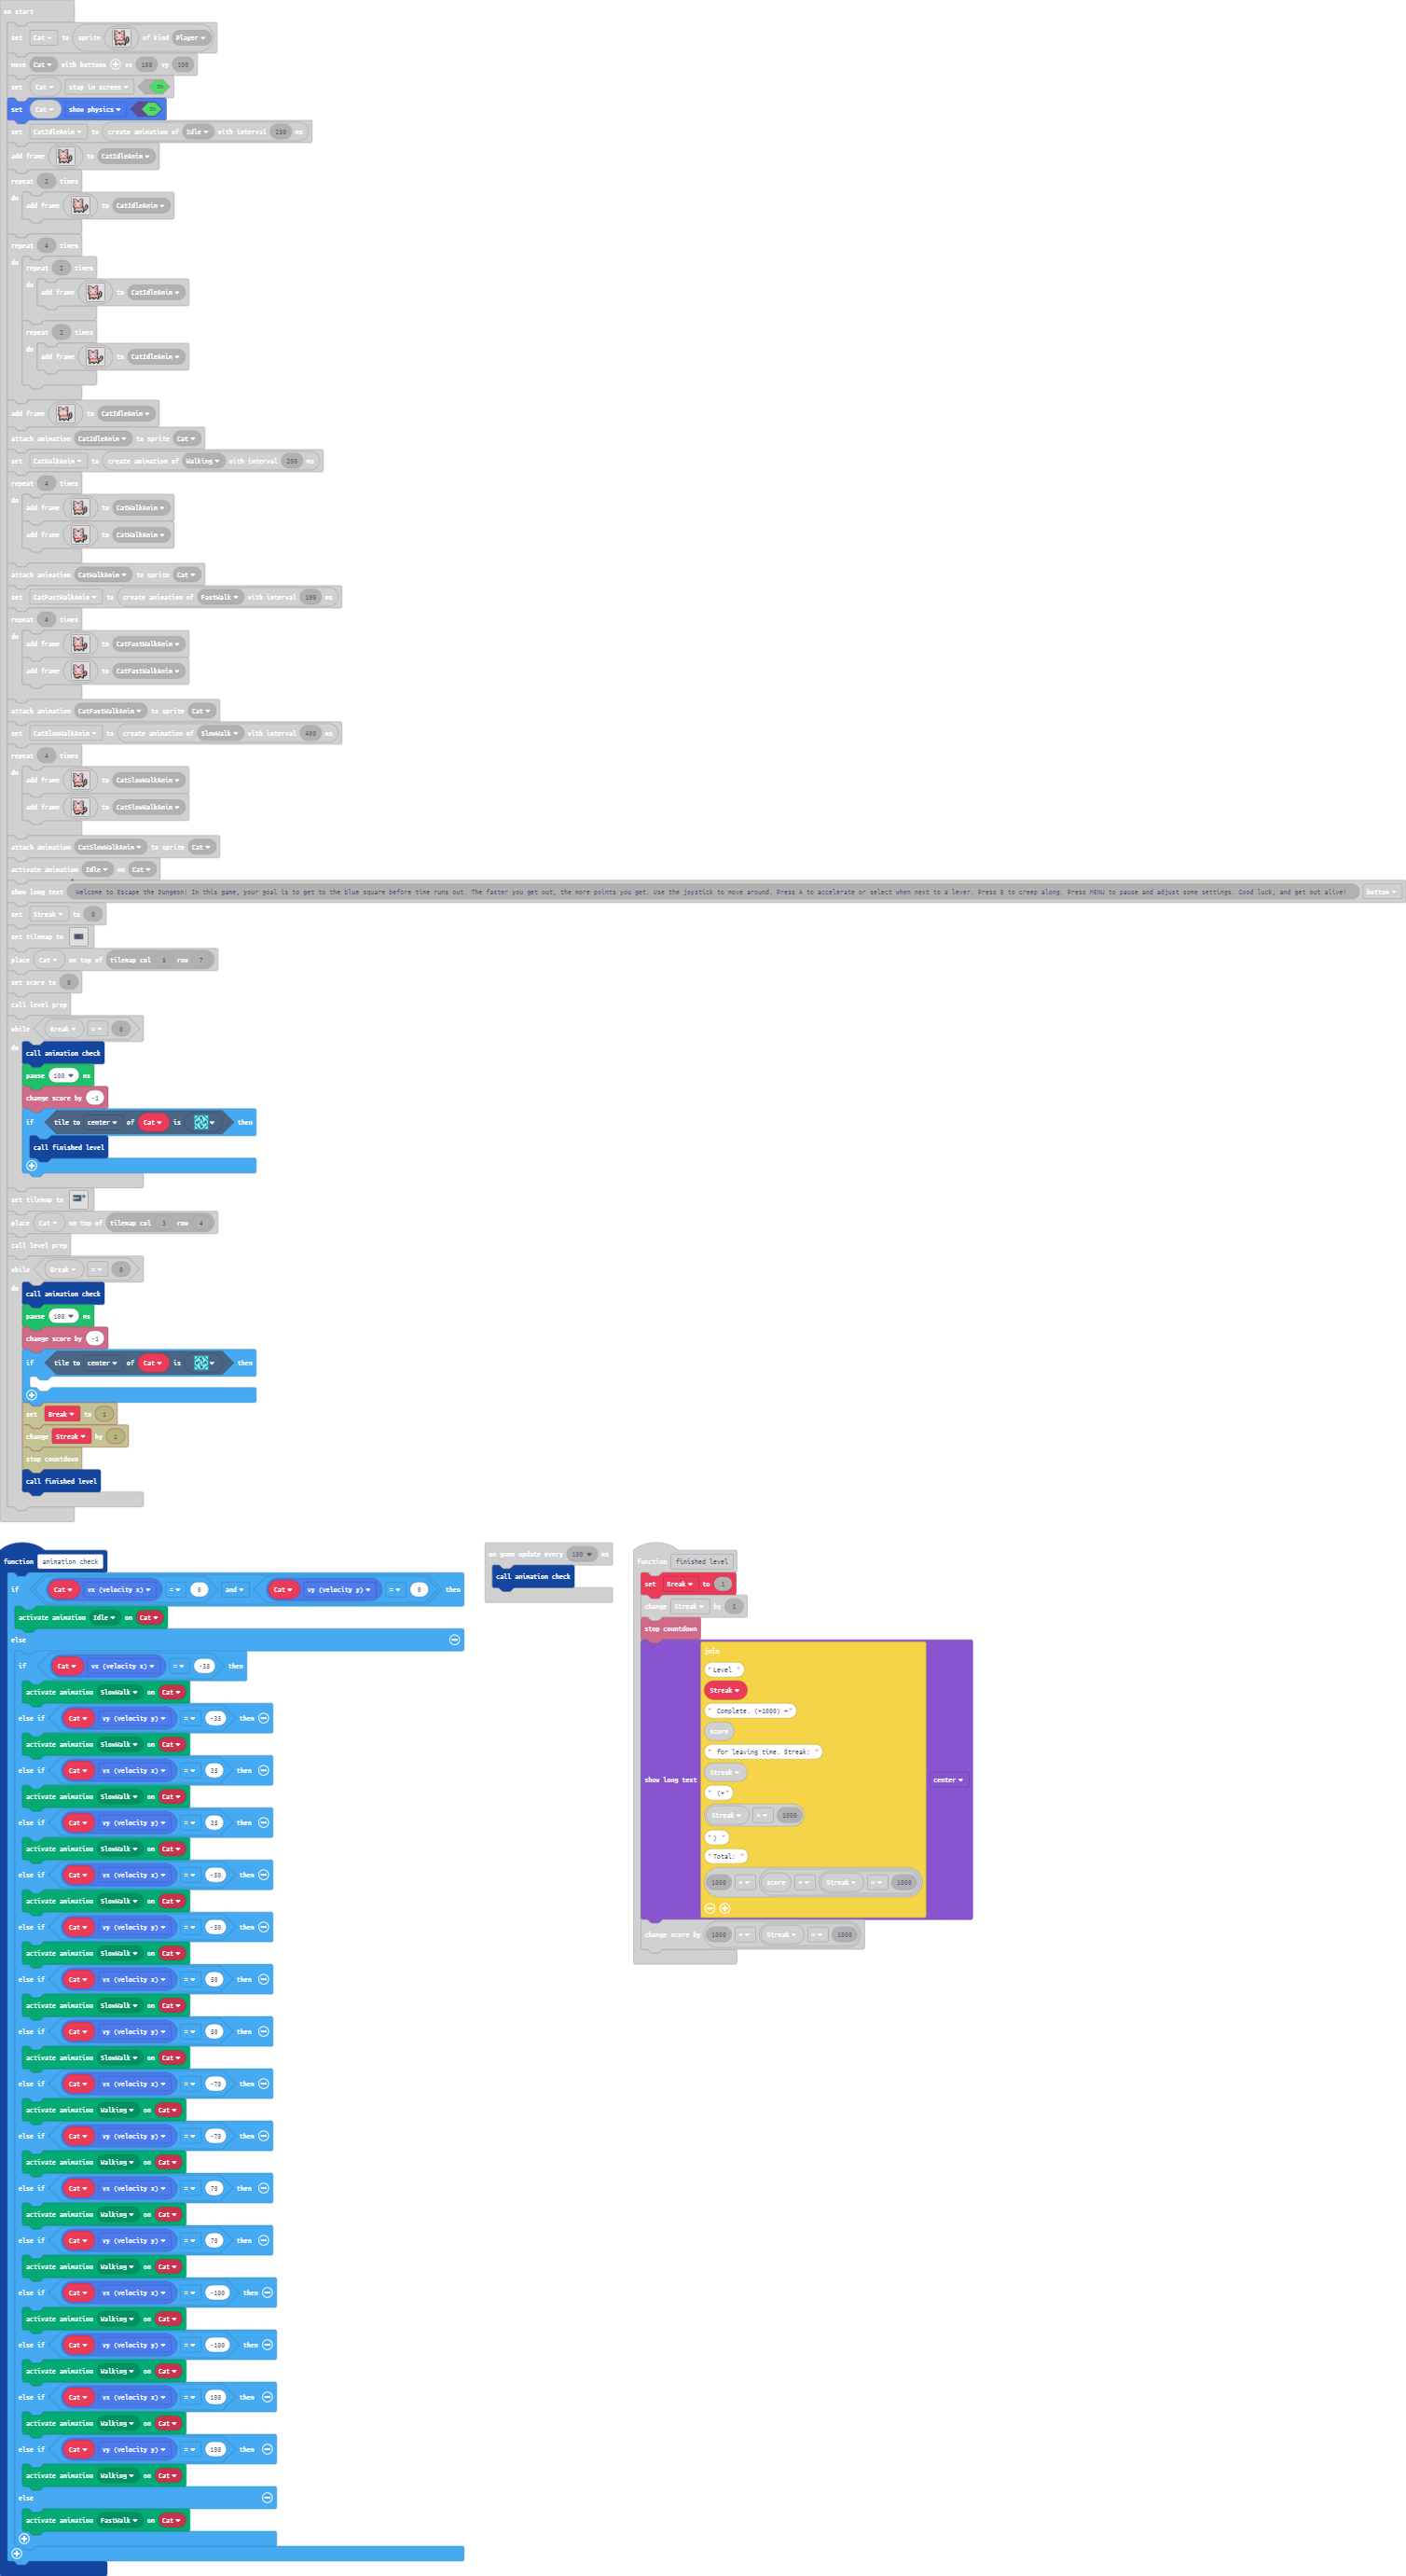 on start
set Cat to sprite of kind Player
move Cat with buttons vx 100 vy 100
set Cat stay in screen ON
set Cat show physics ON
set CatIdleAnim to create animation of Idle with interval 200 ms
add frame to CatIdleAnim
repeat 2 times
do
add frame to CatIdleAnim
repeat 4 times
do
repeat 2 times
do
add frame to CatIdleAnim
repeat 2 times
do
add frame to CatIdleAnim
add frame to CatIdleAnim
attach animation CatIdleAnim to sprite Cat
set CatWalkAnim to create animation of Walking with interval 200 ms
repeat 4 times
do
add frame to CatWalkAnim
add frame to CatWalkAnim
attach animation CatWalkAnim to sprite Cat
set CatFastWalkAnim to create animation of FastWalk with interval 100 ms
repeat 4 times
do
add frame to CatFastWalkAnim
add frame to CatFastWalkAnim
attach animation CatFastWalkAnim to sprite Cat
set CatSlowWalkAnim to create animation of SlowWalk with interval 400 ms
repeat 4 times
do
add frame to CatSlowWalkAnim
add frame to CatSlowWalkAnim
attach animation CatSlowWalkAnim to sprite Cat
activate animation Idle on Cat
show long text Welcome to Escape the Dungeon! In this game, your goal is to get to the blue square before time runs out. The faster you get out, the more points you get. Use the joystick to move around. Press A to accelerate or select when next to a lever. Press B to creep along. Press MENU to pause and adjust some settings. Good luck, and get out alive! bottom
set Streak to 0
set tilemap to
place Cat on top of tilemap col row 7
set score to 0
call level prep
while Break = 0
do
call animation check
pause 100 ms
change score by -1
if tile to center of Cat is then
call finished level
set tilemap to
place Cat on top of tilemap col row 4
call level prep
while Break = 0
do
call animation check
pause 100 ms
change score by -1
if tile to center of Cat is then
set Break to 1
change Streak by 1
stop countdown
call finished level
function animation check
if Cat vx (velocity x) = 0 and Cat vy (velocity y) = 0 then
activate animation Idle on Cat
else
if Cat vx (velocity x) = -35 then
activate animation SlowWalk on Cat
else if Cat vy (velocity y) = -35 then
activate animation SlowWalk on Cat
else if Cat vx (velocity x) = 35 then
activate animation SlowWalk on Cat
else if Cat vy (velocity y) = 35 then
activate animation SlowWalk on Cat
else if Cat vx (velocity x) = -50 then
activate animation SlowWalk on Cat
else if Cat vy (velocity y) = -50 then
activate animation SlowWalk on Cat
else if Cat vx (velocity x) = 50 then
activate animation SlowWalk on Cat
else if Cat vy (velocity y) = 50 then
activate animation SlowWalk on Cat
else if Cat vx (velocity x) = -70 then
activate animation Walking on Cat
else if Cat vy (velocity y) = -70 then
activate animation Walking on Cat
else if Cat vx (velocity x) = 70 then
activate animation Walking on Cat
else if Cat vy (velocity y) = 70 then
activate animation Walking on Cat
else if Cat vx (velocity x) = -100 then
activate animation Walking on Cat
else if Cat vy (velocity y) = -100 then
activate animation Walking on Cat
else if Cat vx (velocity x) = 100 then
activate animation Walking on Cat
else if Cat vy (velocity y) = 100 then
activate animation Walking on Cat
else
activate animation FastWalk on Cat
on game update every 100 ms
call animation check
function finished level
set Break to 1
change Streak by 1
stop countdown
show long text
join
"Level "
Streak
" Complete. (+1000) +"
score
" for leaving time. Streak: "
Streak
" (+"
Streak 1000
") "
"Total: "
1000 + score + Streak 1000
center
change score by 1000 + Streak 1000